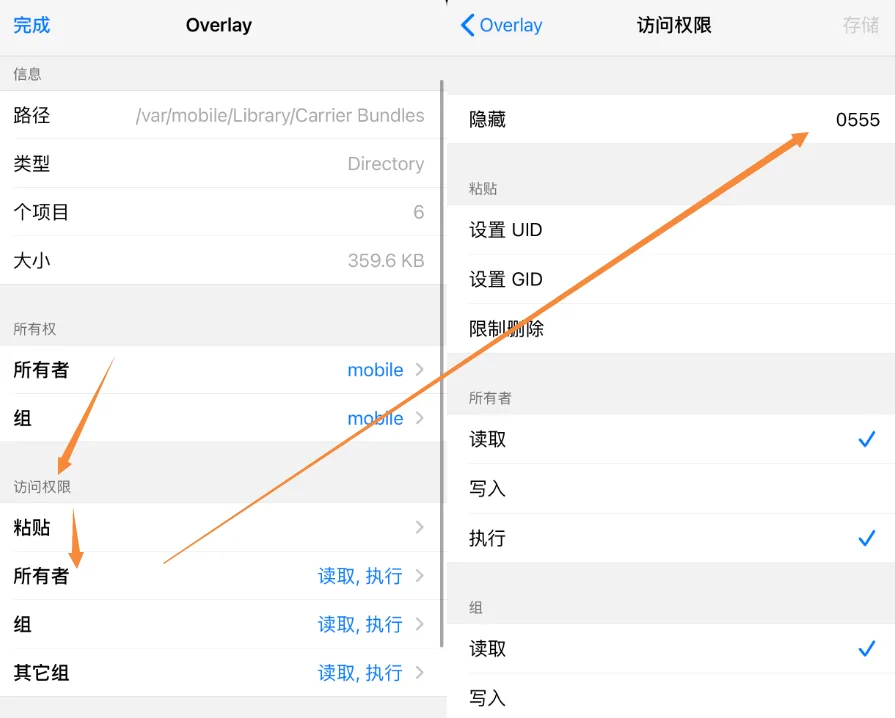 完成
Overlay
信息
路径
/var/mobile/Library/Carrier Bundles
类型
Directory
个项目
6
大小
359.6 KB
所有权
所有者
mobile
组
mobile
访问权限
粘贴
所有者
读取, 执行
组
读取, 执行
其它组
读取, 执行
Overlay
访问权限
存储
隐藏
0555
粘贴
设置 UID
设置 GID
限制删除
所有者
读取
写入
执行
组
读取
写入